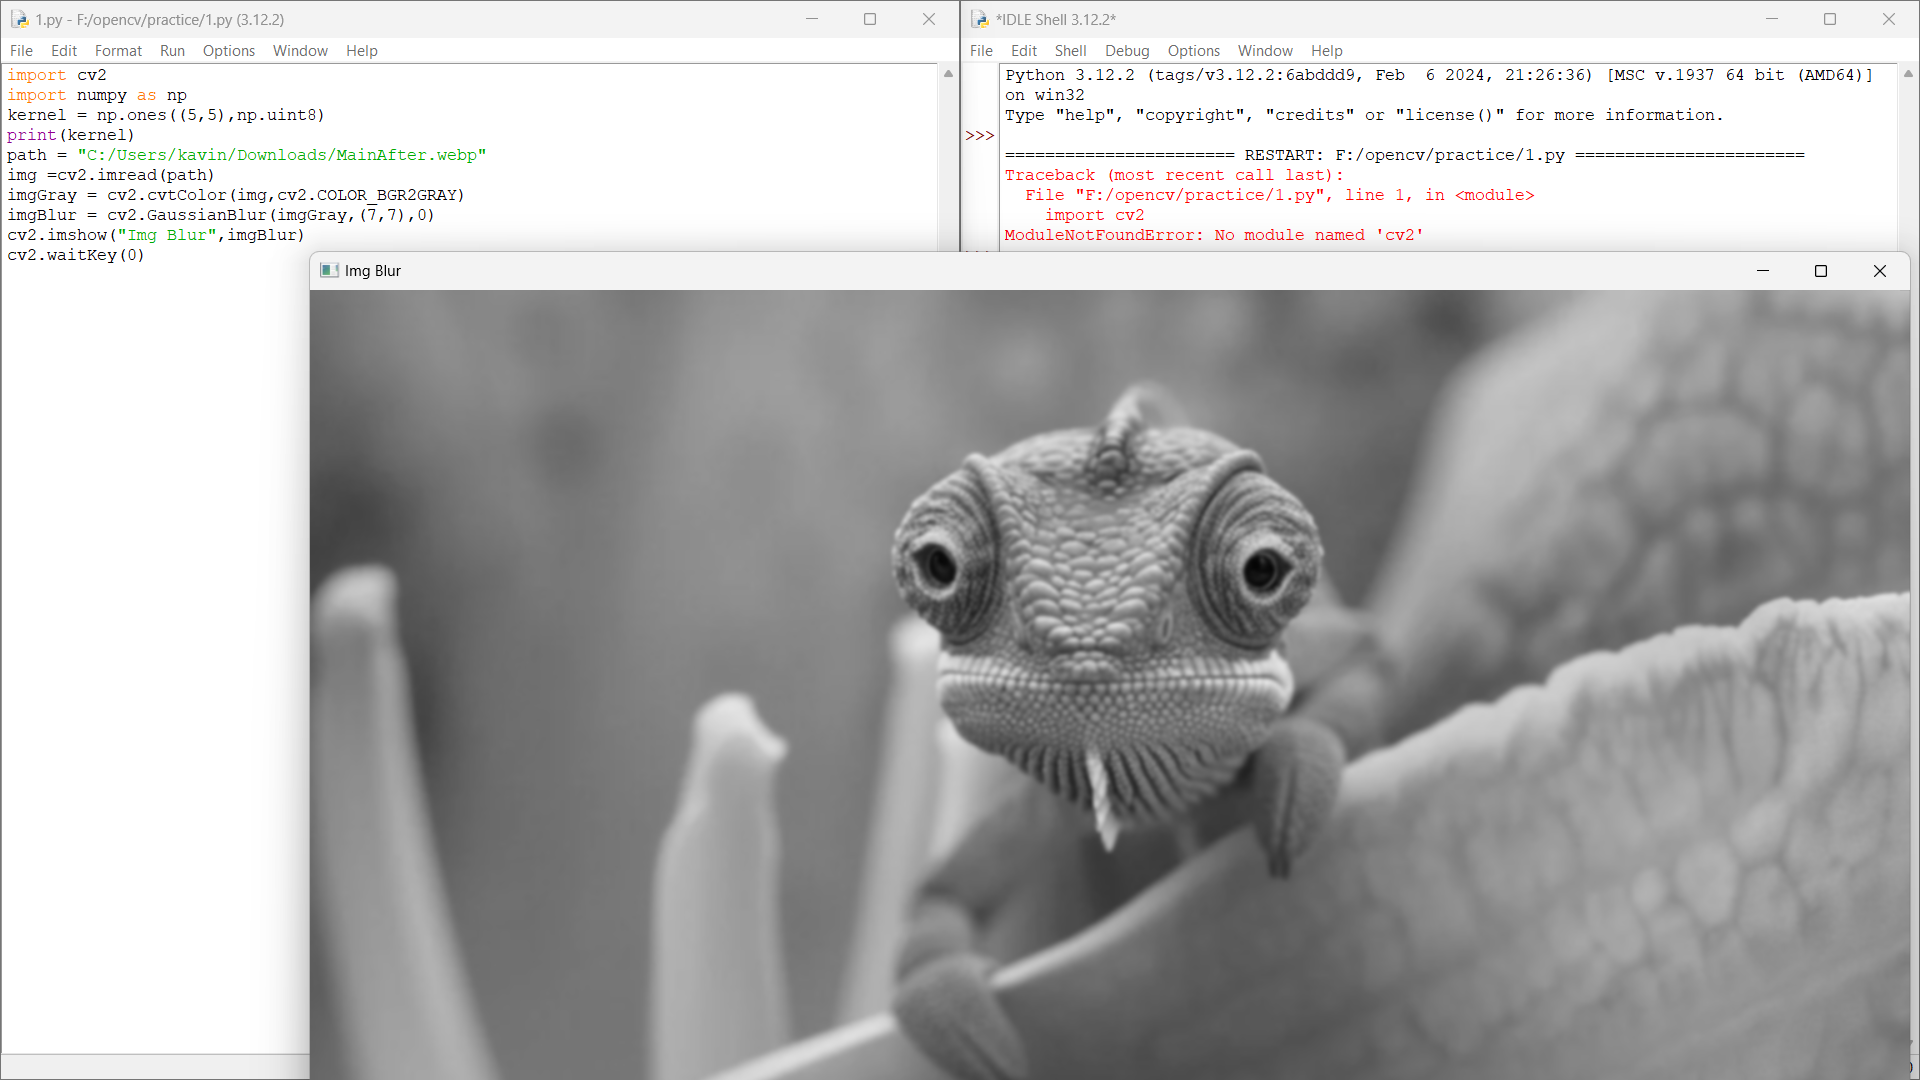 1.py - F:/opencv/practice/1.py (3.12.2)
File Edit Format Run Options Window Help
import cv2
import numpy as np
kernel = np.ones((5,5),np.uint8)
print(kernel)
path = "C:/Users/kavin/Downloads/MainAfter.webp"
img =cv2.imread(path)
imgGray = cv2.cvtColor(img,cv2.COLOR_BGR2GRAY)
imgBlur = cv2.GaussianBlur(imgGray,(7,7),0)
cv2.imshow("Img Blur",imgBlur)
cv2.waitKey(0)
*IDLE Shell 3.12.2*
File Edit Shell Debug Options Window Help
Python 3.12.2 (tags/v3.12.2:6abddd9, Feb  6 2024, 21:26:36) [MSC v.1937 64 bit (AMD64)]
on win32
Type "help", "copyright", "credits" or "license()" for more information.
>>>
======================= RESTART: F:/opencv/practice/1.py =======================
Traceback (most recent call last):
  File "F:/opencv/practice/1.py", line 1, in <module>
    import cv2
ModuleNotFoundError: No module named 'cv2'
Img Blur